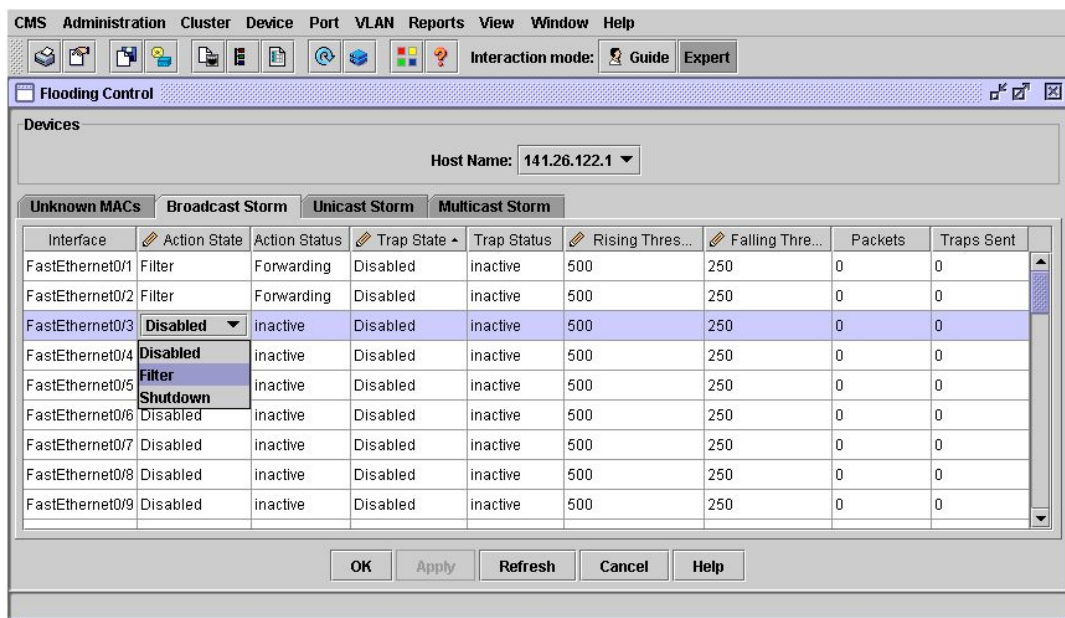 CMS Administration Cluster Device Port VLAN Reports View Window Help
Interaction mode: Guide Expert
Flooding Control
Devices
Host Name: 141.26.122.1
Unknown MACs Broadcast Storm Unicast Storm Multicast Storm
Interface Action State Action Status Trap State Trap Status Rising Thres... Falling Thre... Packets Traps Sent
FastEthernet0/1 Filter Forwarding Disabled inactive 500 250 0 0
FastEthernet0/2 Filter Forwarding Disabled inactive 500 250 0 0
FastEthernet0/3 Disabled inactive Disabled inactive 500 250 0 0
FastEthernet0/4 Disabled inactive Disabled inactive 500 250 0 0
Filter
FastEthernet0/5 inactive Disabled inactive 500 250 0 0
Shutdown
FastEthernet0/6 Disabled inactive Disabled inactive 500 250 0 0
FastEthernet0/7 Disabled inactive Disabled inactive 500 250 0 0
FastEthernet0/8 Disabled inactive Disabled inactive 500 250 0 0
FastEthernet0/9 Disabled inactive Disabled inactive 500 250 0 0
OK Apply Refresh Cancel Help